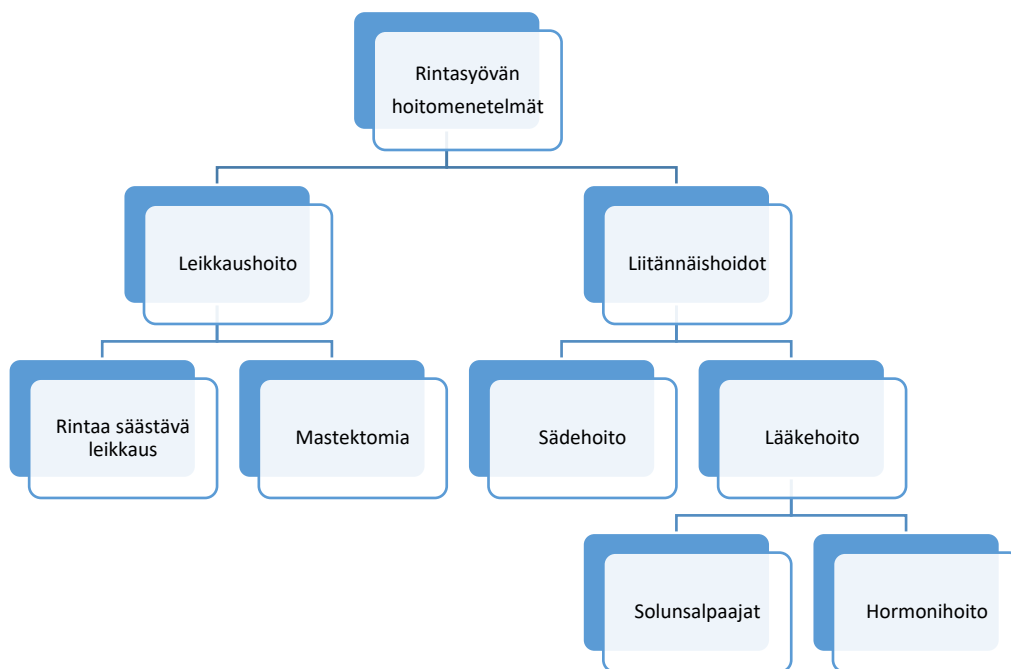 Rintasyövän
hoitomenetelmät
Leikkaushoito
Liitännäishoidot
Rintaa säästävä
leikkaus
Mastektomia
Sädehoito
Lääkehoito
Solunsalpaajat
Hormonihoito